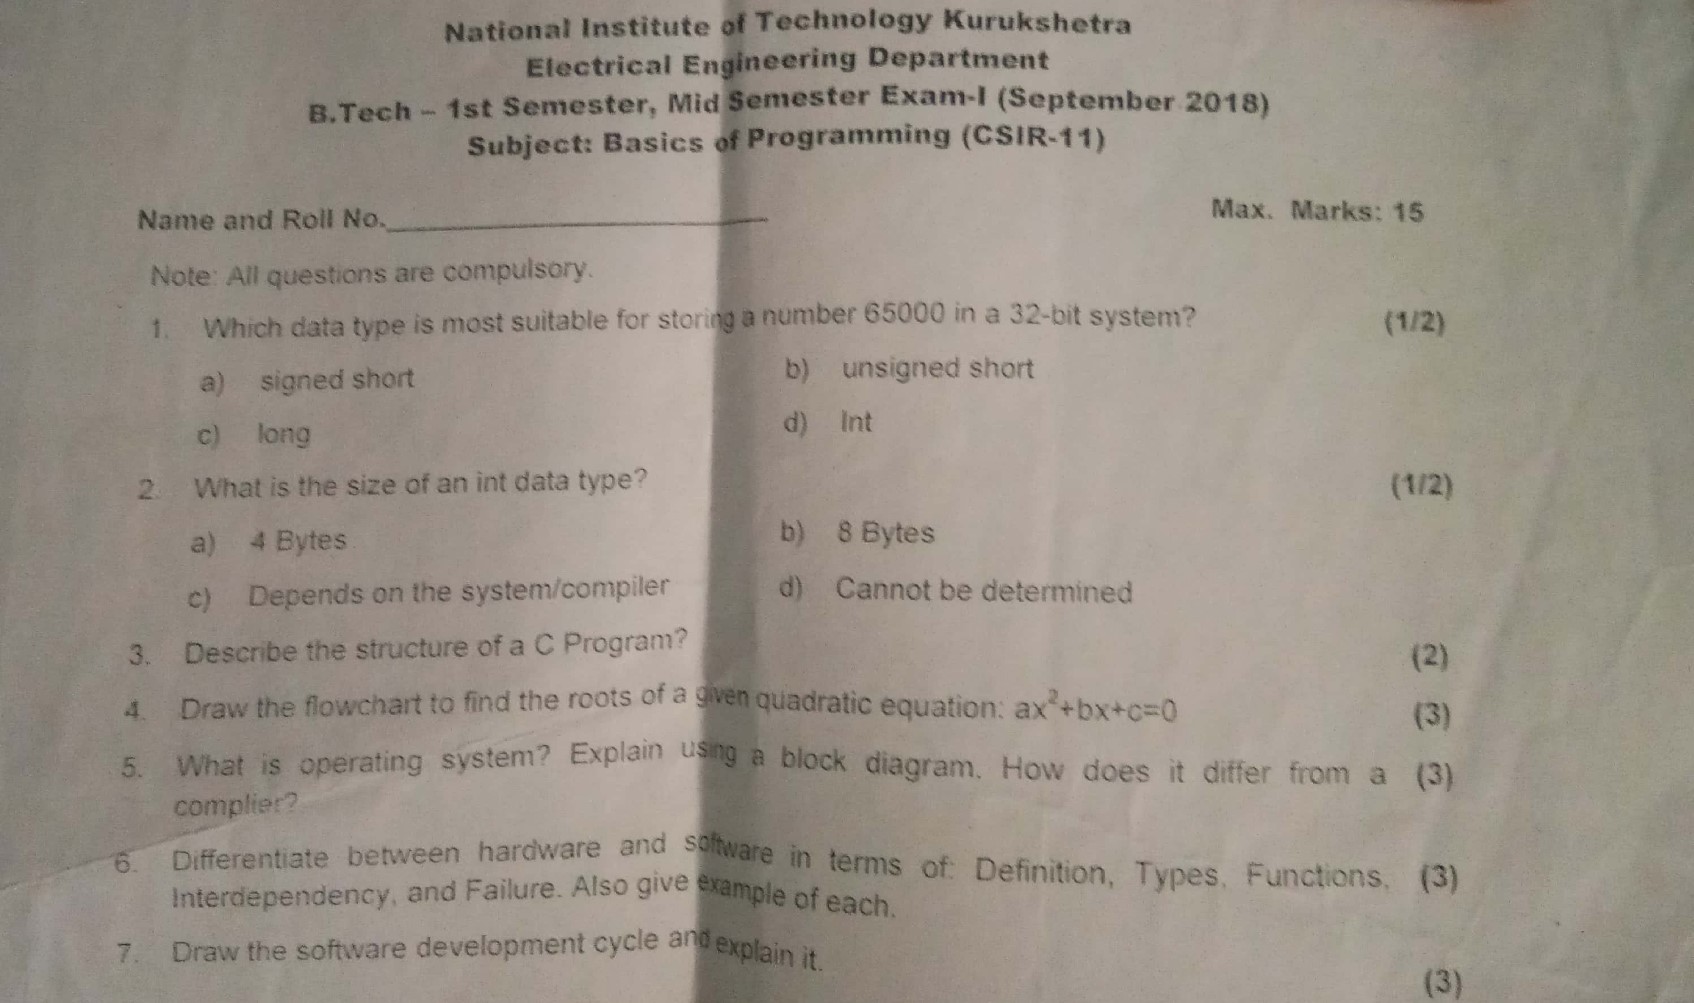 National Institute of Technology Kurukshetra
Electrical Engineering Department
B.Tech – 1st Semester, Mid Semester Exam-I (September 2018)
Subject: Basics of Programming (CSIR-11)
Name and Roll No.____________________ Max. Marks: 15
Note: All questions are compulsory.
1. Which data type is most suitable for storing a number 65000 in a 32-bit system? (1/2)
a) signed short b) unsigned short
c) long d) Int
2. What is the size of an int data type? (1/2)
a) 4 Bytes b) 8 Bytes
c) Depends on the system/compiler d) Cannot be determined
3. Describe the structure of a C Program? (2)
4. Draw the flowchart to find the roots of a given quadratic equation: ax²+bx+c=0 (3)
5. What is operating system? Explain using a block diagram. How does it differ from a (3)
complier?
6. Differentiate between hardware and software in terms of: Definition, Types, Functions, (3)
Interdependency, and Failure. Also give example of each.
7. Draw the software development cycle and explain it.
(3)